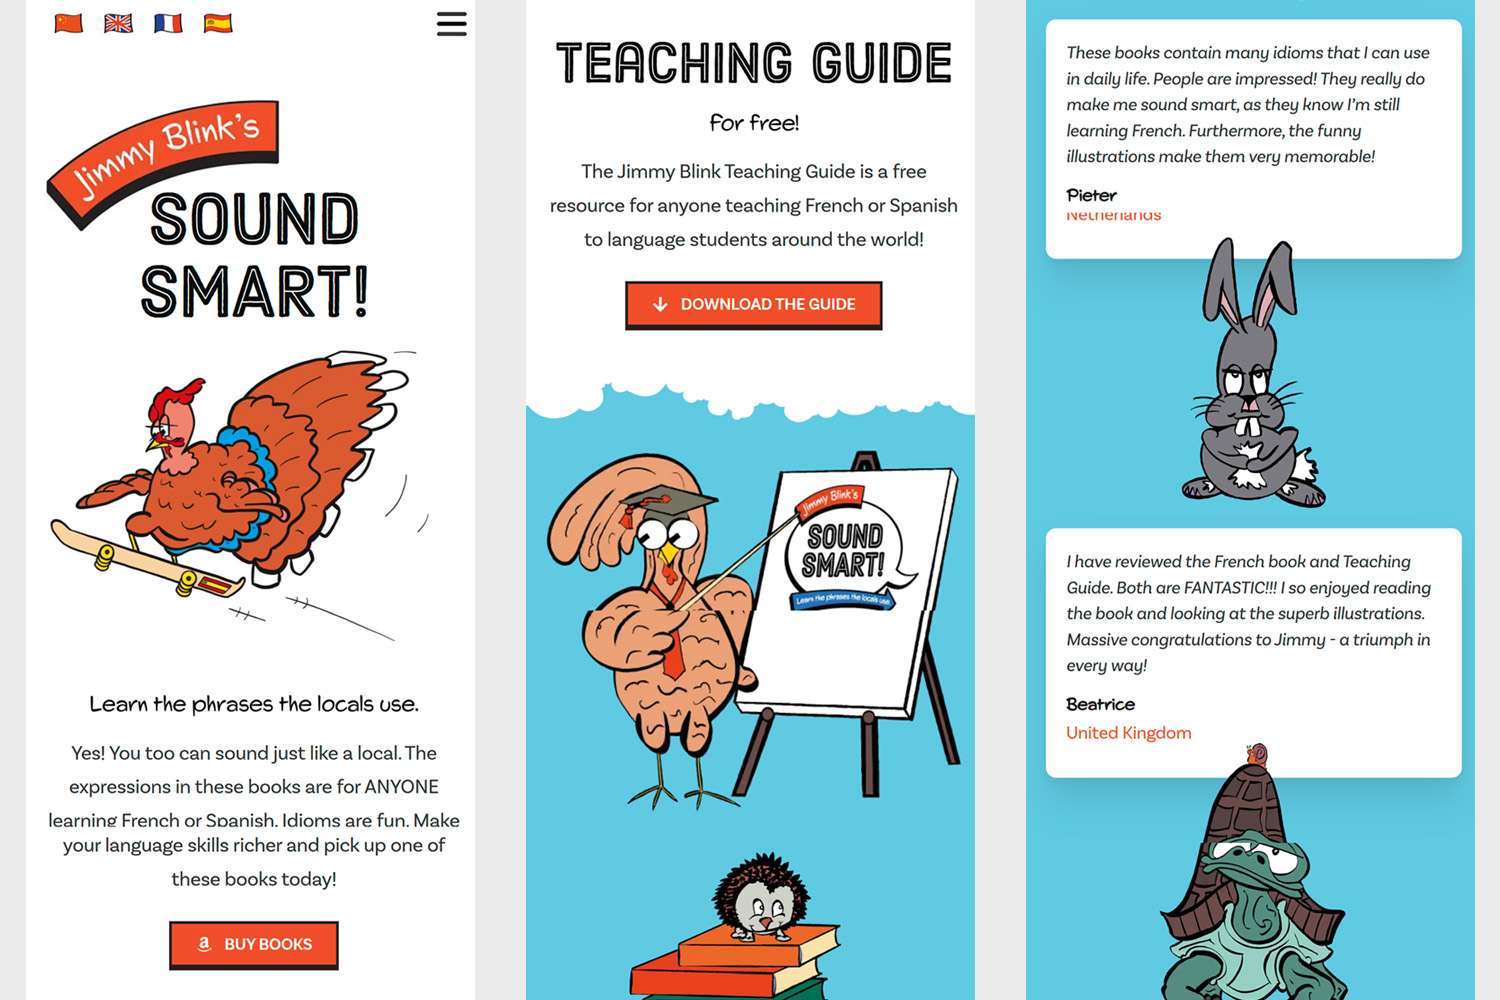 Jimmy Blink's
SOUND
SMART!
Learn the phrases the locals use.
Yes! You too can sound just like a local. The
expressions in these books are for ANYONE
learning French or Spanish. Idioms are fun. Make
your language skills richer and pick up one of
these books today!
BUY BOOKS
TEACHING GUIDE
for free!
The Jimmy Blink Teaching Guide is a free
resource for anyone teaching French or Spanish
to language students around the world!
DOWNLOAD THE GUIDE
Jimmy Blink's
SOUND
SMART!
Learn the phrases the locals use.
These books contain many idioms that I can use
in daily life. People are impressed! They really do
make me sound smart, as they know I'm still
learning French. Furthermore, the funny
illustrations make them very memorable!
Pieter
Netherlands
I have reviewed the French book and Teaching
Guide. Both are FANTASTIC!!! I so enjoyed reading
the book and looking at the superb illustrations.
Massive congratulations to Jimmy - a triumph in
every way!
Beatrice
United Kingdom